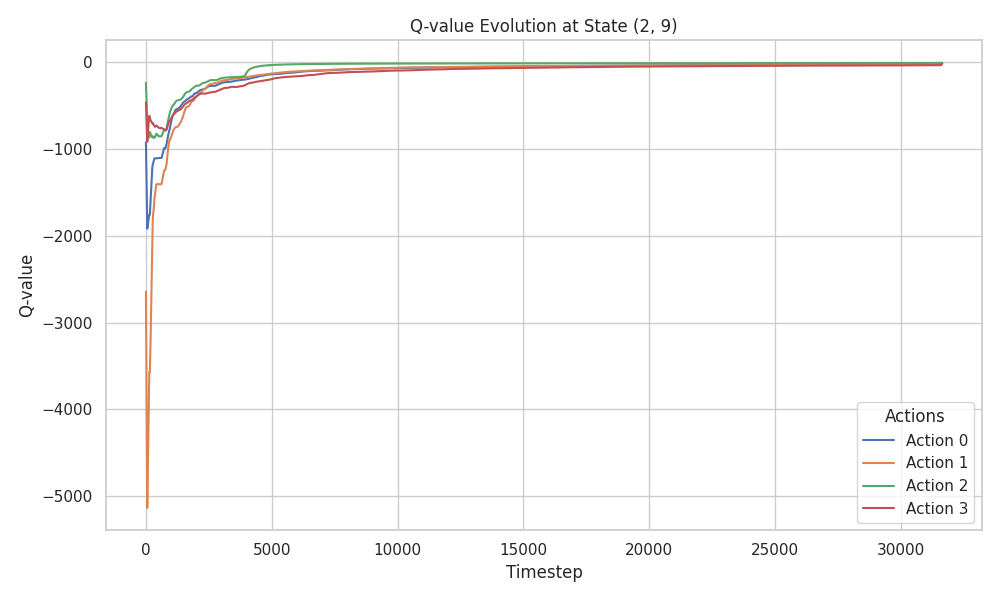 Q-value Evolution at State (2, 9)
Q-value
0
−1000
−2000
−3000
−4000
−5000
0
5000
10000
15000
20000
25000
30000
Timestep
Actions
Action 0
Action 1
Action 2
Action 3